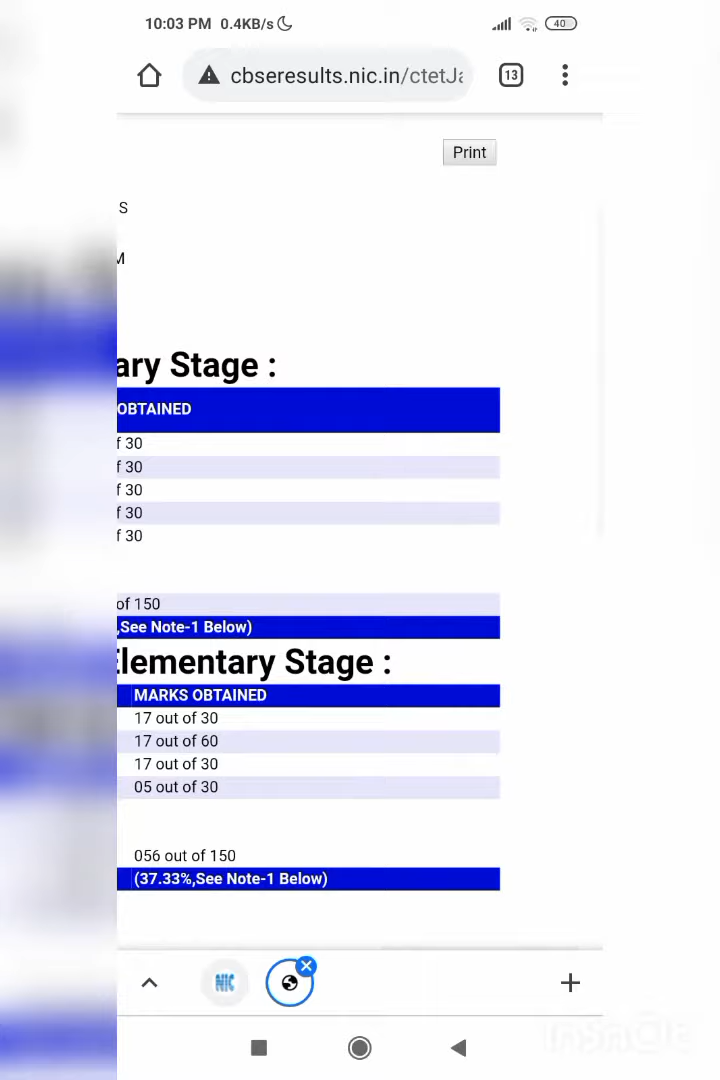 10:03 PM 0.4KB/s 40
cbseresults.nic.in/ctetJa 13
Print
S
M
ary Stage :
OBTAINED
f 30
f 30
f 30
f 30
f 30
of 150
,See Note-1 Below)
Elementary Stage :
MARKS OBTAINED
17 out of 30
17 out of 60
17 out of 30
05 out of 30
056 out of 150
(37.33%,See Note-1 Below)
NIC